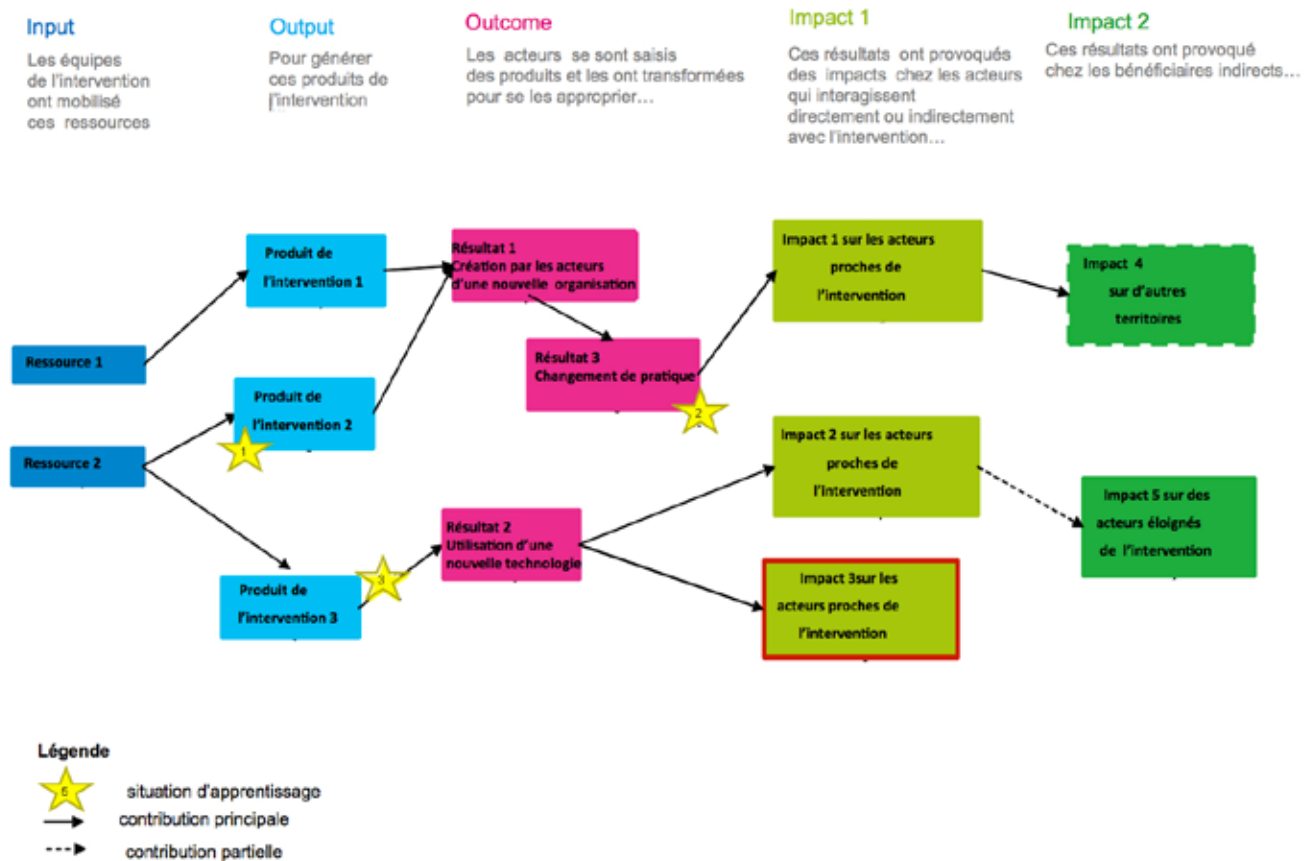 Input
Les équipes
de l'intervention
ont mobilisé
ces ressources
Output
Pour générer
ces produits de
l'intervention
Outcome
Les acteurs se sont saisis
des produits et les ont transformées
pour se les approprier…
Impact 1
Ces résultats ont provoqués
des impacts chez les acteurs
qui interagissent
directement ou indirectement
avec l'intervention…
Impact 2
Ces résultats ont provoqué
chez les bénéficiaires indirects…
Ressource 1
Ressource 2
Produit de
l'intervention 1
Produit de
l'intervention 2
1
Produit de
l'intervention 3
3
Résultat 1
Création par les acteurs
d'une nouvelle organisation
Résultat 3
Changement de pratique
2
Résultat 2
Utilisation d'une
nouvelle technologie
Impact 1 sur les acteurs
proches de
l'intervention
Impact 2 sur les acteurs
proches de
l'intervention
Impact 3sur les
acteurs proches de
l'intervention
Impact 4
sur d'autres
territoires
Impact 5 sur des
acteurs éloignés
de l'intervention
Légende
6
situation d'apprentissage
contribution principale
contribution partielle